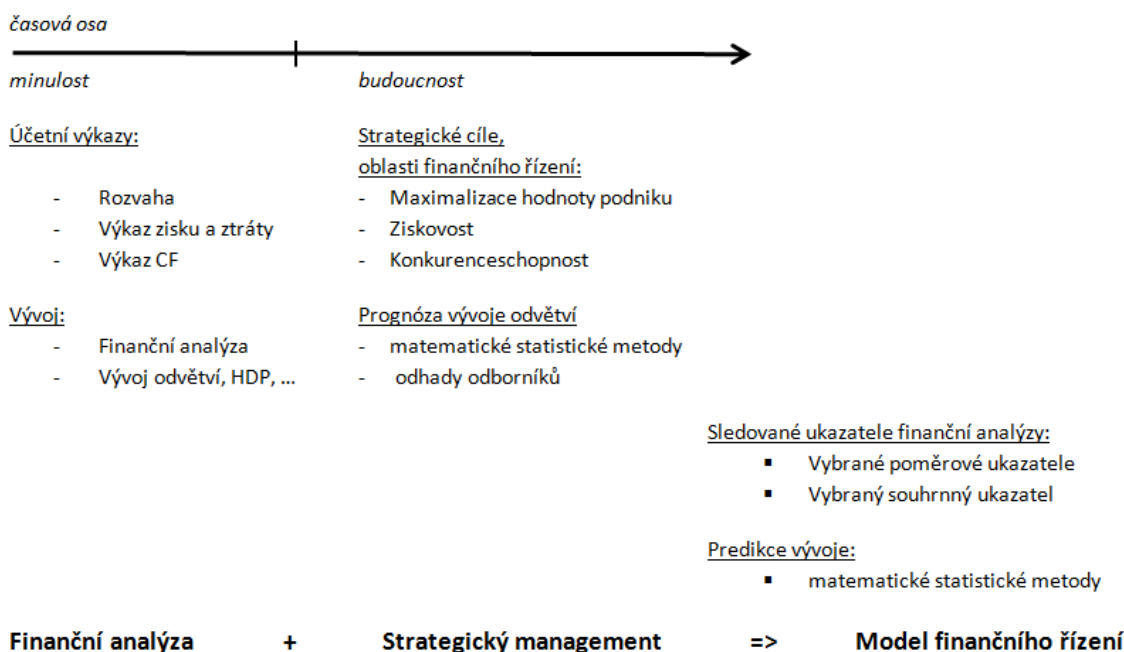 časová osa
minulost
budoucnost
Účetní výkazy:
- Rozvaha
- Výkaz zisku a ztráty
- Výkaz CF
Strategické cíle,
oblasti finančního řízení:
- Maximalizace hodnoty podniku
- Ziskovost
- Konkurenceschopnost
Vývoj:
- Finanční analýza
- Vývoj odvětví, HDP, ...
Prognóza vývoje odvětví
- matematické statistické metody
- odhady odborníků
Sledované ukazatele finanční analýzy:
▪ Vybrané poměrové ukazatele
▪ Vybraný souhrnný ukazatel
Predikce vývoje:
▪ matematické statistické metody
Finanční analýza + Strategický management => Model finančního řízení